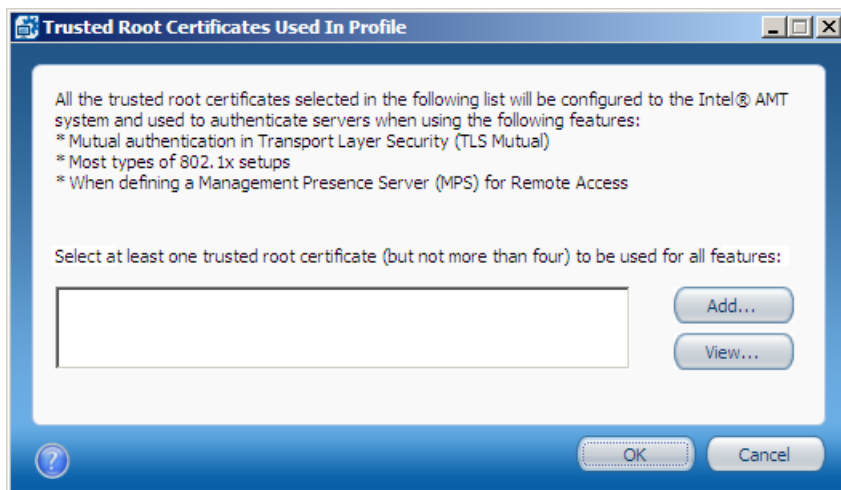 Trusted Root Certificates Used In Profile
All the trusted root certificates selected in the following list will be configured to the Intel® AMT
system and used to authenticate servers when using the following features:
* Mutual authentication in Transport Layer Security (TLS Mutual)
* Most types of 802.1x setups
* When defining a Management Presence Server (MPS) for Remote Access
Select at least one trusted root certificate (but not more than four) to be used for all features:
Add...
View...
?
OK
Cancel